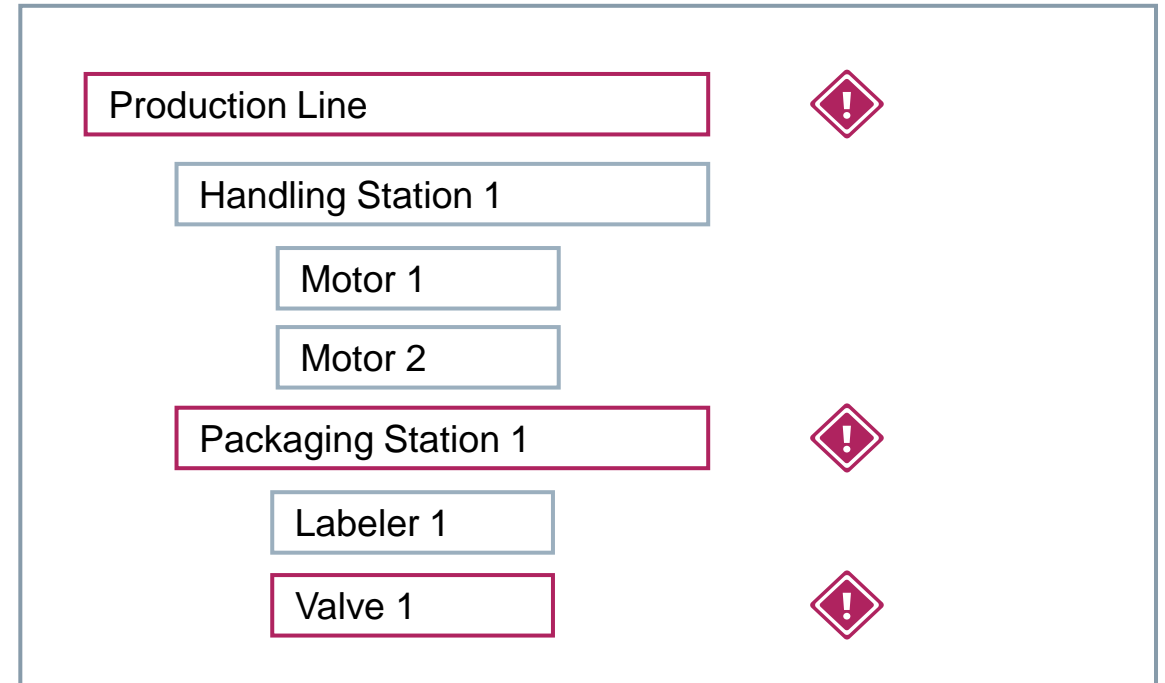 Production Line
Handling Station 1
Motor 1
Motor 2
Packaging Station 1
Labeler 1
Valve 1